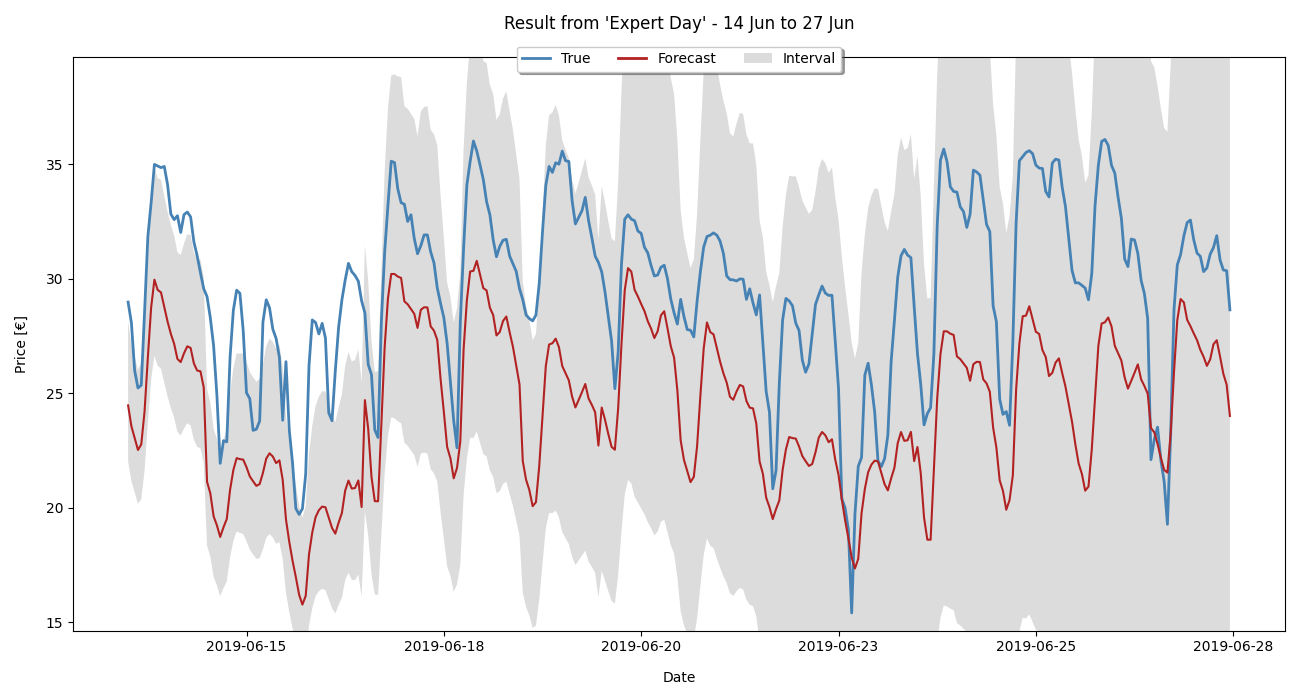 Result from 'Expert Day' - 14 Jun to 27 Jun
True Forecast Interval
Price [€]
35
30
25
20
15
2019-06-15 2019-06-18 2019-06-20 2019-06-23 2019-06-25 2019-06-28
Date